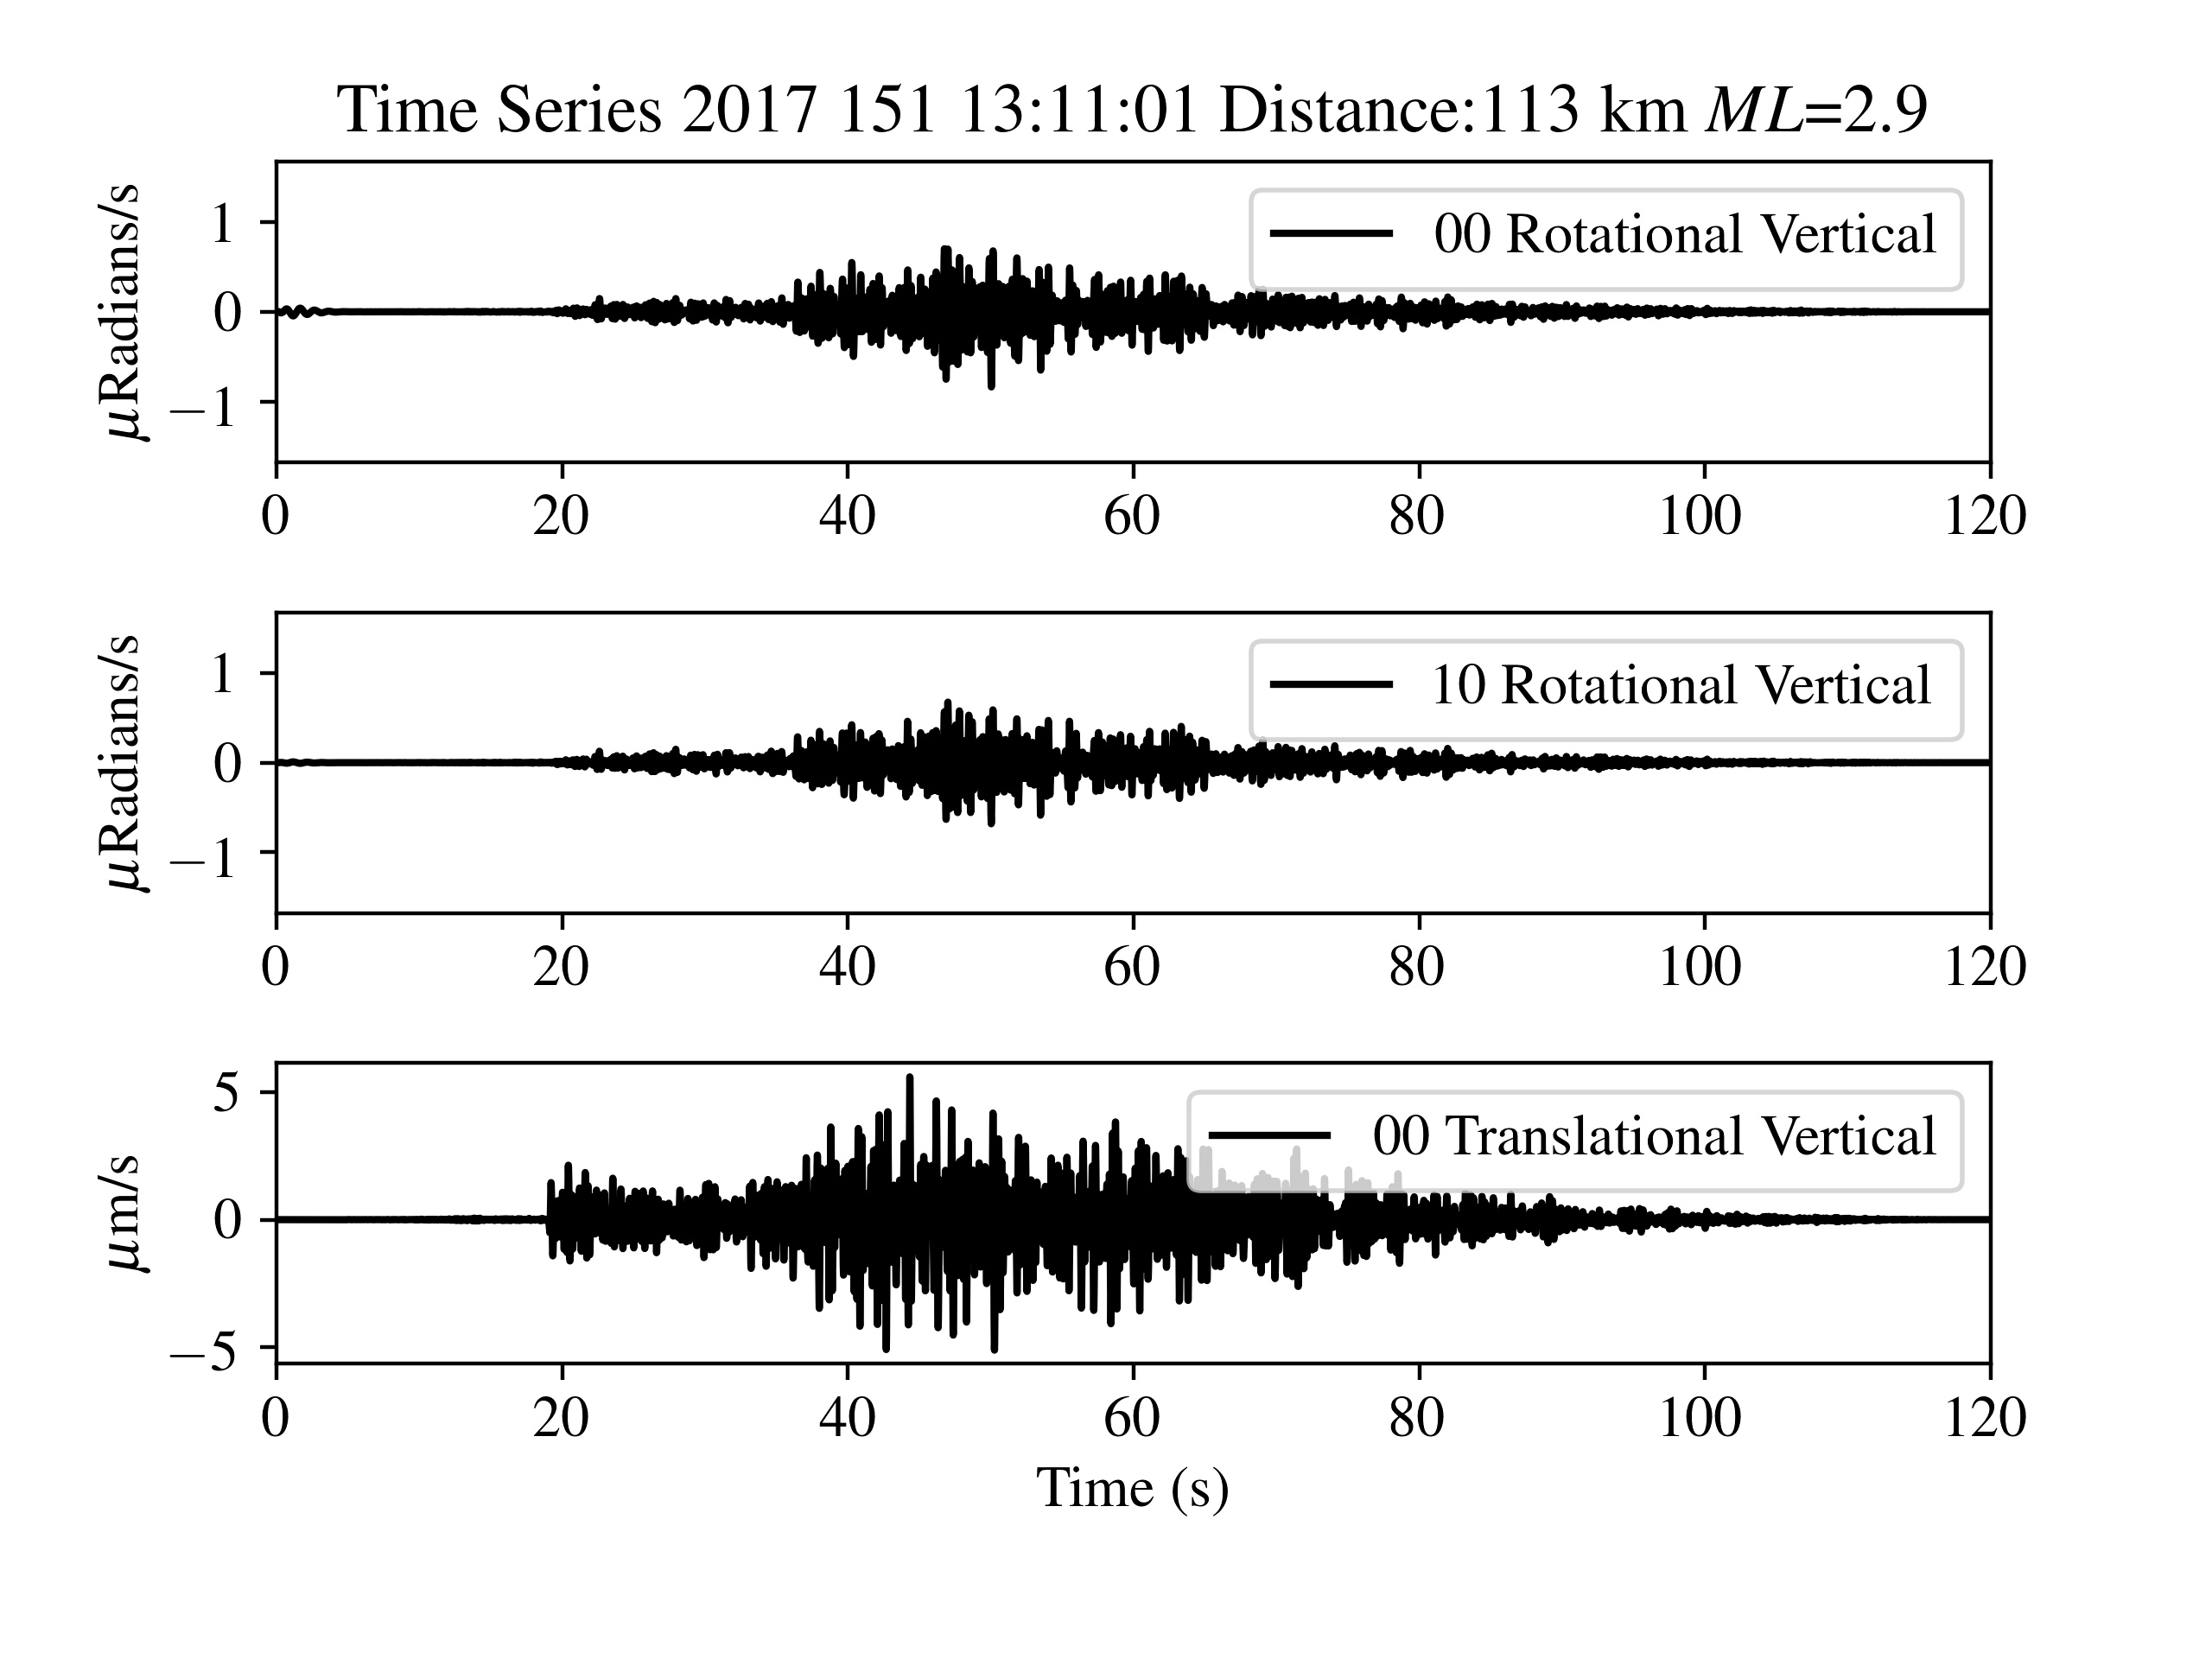 Time Series 2017 151 13:11:01 Distance:113 km ML=2.9
μRadians/s
1
0
−1
00 Rotational Vertical
0 20 40 60 80 100 120
μRadians/s
1
0
−1
10 Rotational Vertical
0 20 40 60 80 100 120
μm/s
5
0
−5
00 Translational Vertical
0 20 40 60 80 100 120
Time (s)